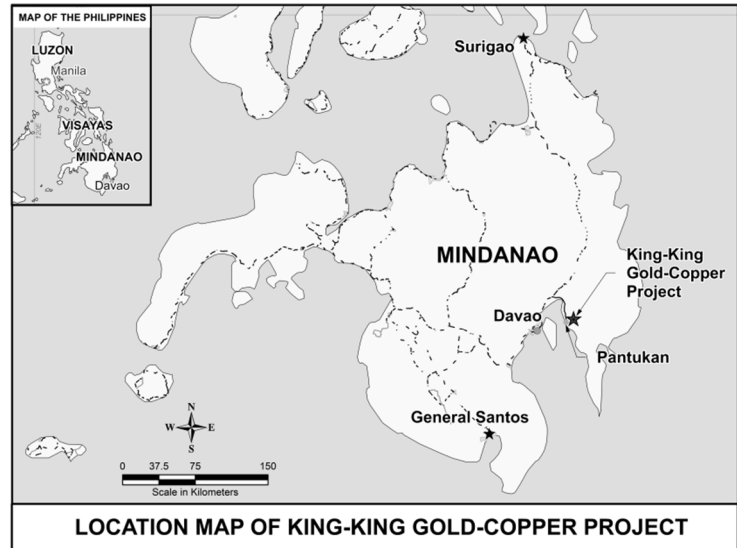 MAP OF THE PHILIPPINES
LUZON
Manila
120E
VISAYAS
MINDANAO
Davao
Surigao
MINDANAO
King-King
Gold-Copper
Project
Davao
Pantukan
General Santos
N
W E
S
0 37.5 75 150
Scale in Kilometers
LOCATION MAP OF KING-KING GOLD-COPPER PROJECT